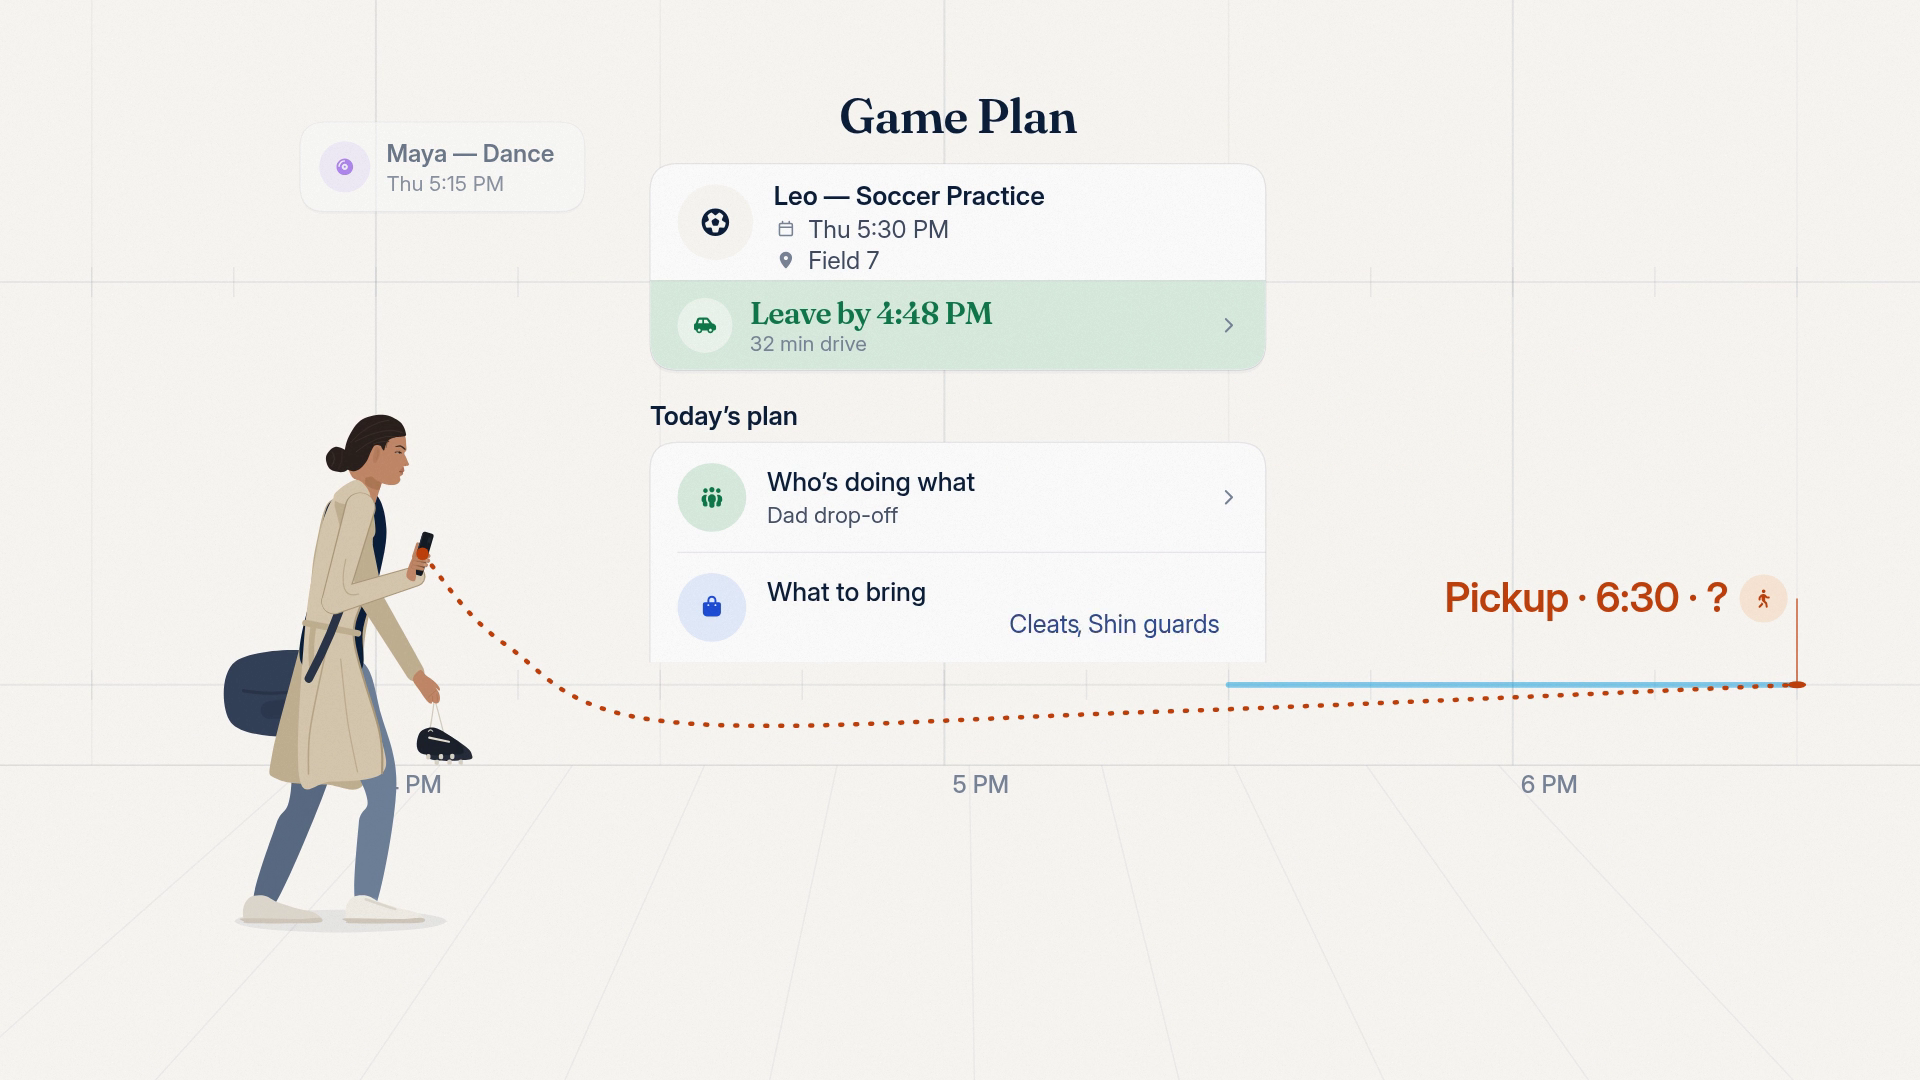 Game Plan
Maya — Dance
Thu 5:15 PM
Leo — Soccer Practice
Thu 5:30 PM
Field 7
Leave by 4:48 PM
32 min drive
Today’s plan
Who’s doing what
Dad drop-off
What to bring
Cleats, Shin guards
Pickup · 6:30 · ?
PM
5 PM
6 PM